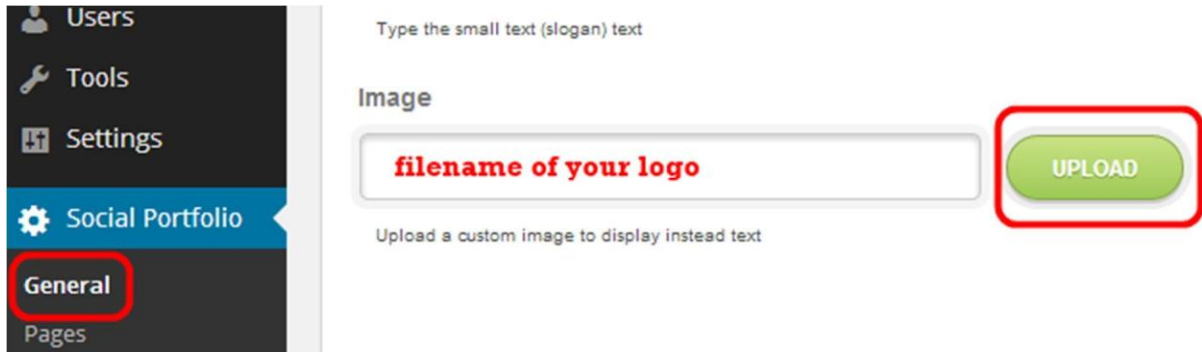 Users
Tools
Settings
Social Portfolio
General
Pages
Type the small text (slogan) text
Image
filename of your logo
UPLOAD
Upload a custom image to display instead text